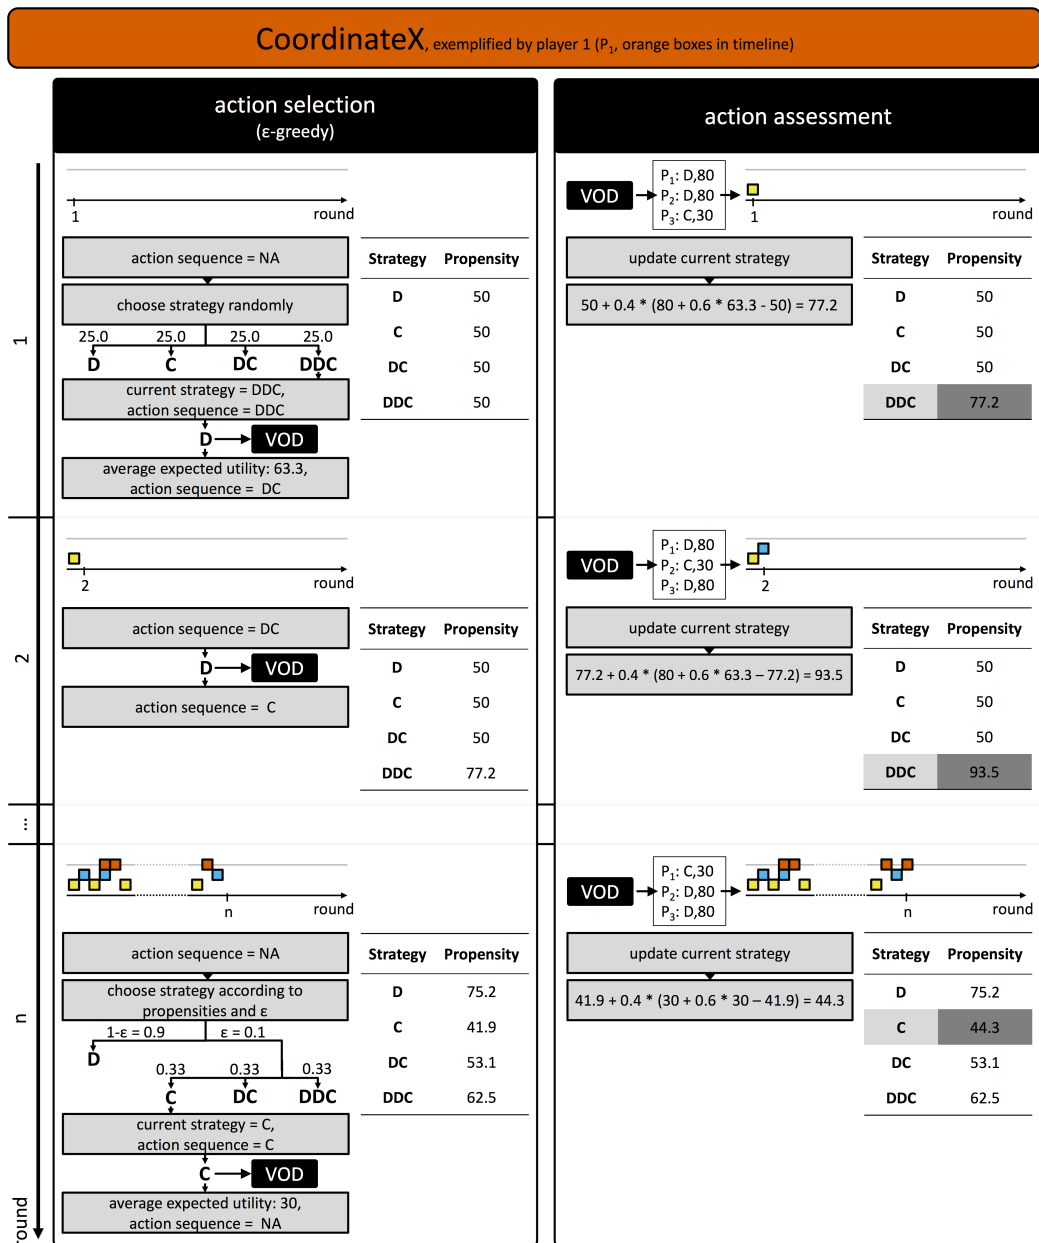 CoordinateX, exemplified by player 1 (P1, orange boxes in timeline)
action selection
(ε-greedy)
action assessment
1
round
action sequence = NA
choose strategy randomly
25.0 25.0 25.0 25.0
D C DC DDC
current strategy = DDC,
action sequence = DDC
D VOD
average expected utility: 63.3,
action sequence = DC
Strategy Propensity
D 50
C 50
DC 50
DDC 50
VOD
P1: D,80
P2: D,80
P3: C,30
1 round
update current strategy
50 + 0.4 * (80 + 0.6 * 63.3 - 50) = 77.2
Strategy Propensity
D 50
C 50
DC 50
DDC 77.2
1
2 round
action sequence = DC
D VOD
action sequence = C
Strategy Propensity
D 50
C 50
DC 50
DDC 77.2
VOD
P1: D,80
P2: C,30
P3: D,80
2 round
update current strategy
77.2 + 0.4 * (80 + 0.6 * 63.3 – 77.2) = 93.5
Strategy Propensity
D 50
C 50
DC 50
DDC 93.5
2
...
n round
action sequence = NA
choose strategy according to
propensities and ε
1-ε = 0.9 ε = 0.1
D
0.33 0.33 0.33
C DC DDC
current strategy = C,
action sequence = C
C VOD
average expected utility: 30,
action sequence = NA
Strategy Propensity
D 75.2
C 41.9
DC 53.1
DDC 62.5
VOD
P1: C,30
P2: D,80
P3: D,80
n round
update current strategy
41.9 + 0.4 * (30 + 0.6 * 30 – 41.9) = 44.3
Strategy Propensity
D 75.2
C 44.3
DC 53.1
DDC 62.5
n
round